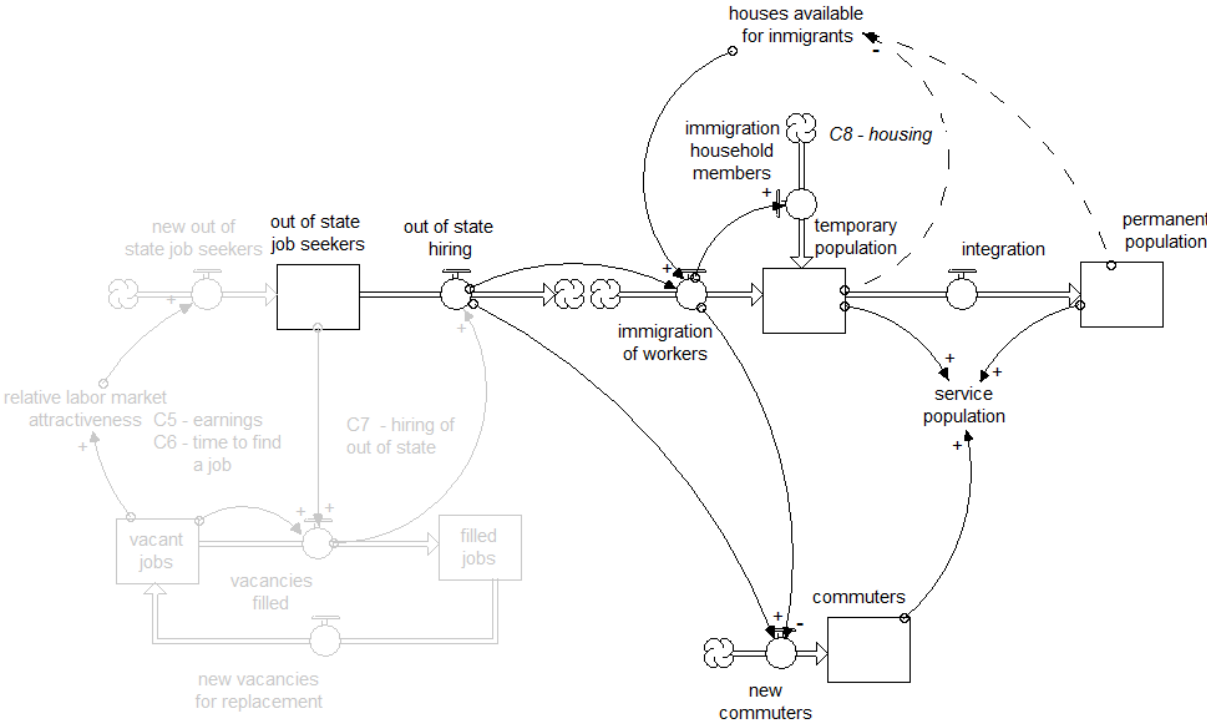 houses available
for inmigrants
-
immigration
household
members
C8 - housing
+
new out of
state job seekers
out of state
job seekers
out of state
hiring
temporary
population
integration
permanent
population
+
+
immigration
of workers
+
+
+
service
population
+
relative labor market
attractiveness
C5 - earnings
C6 - time to find
a job
C7 - hiring of
out of state
+
+
+
vacant
jobs
filled
jobs
vacancies
filled
commuters
+
-
new vacancies
for replacement
new
commuters